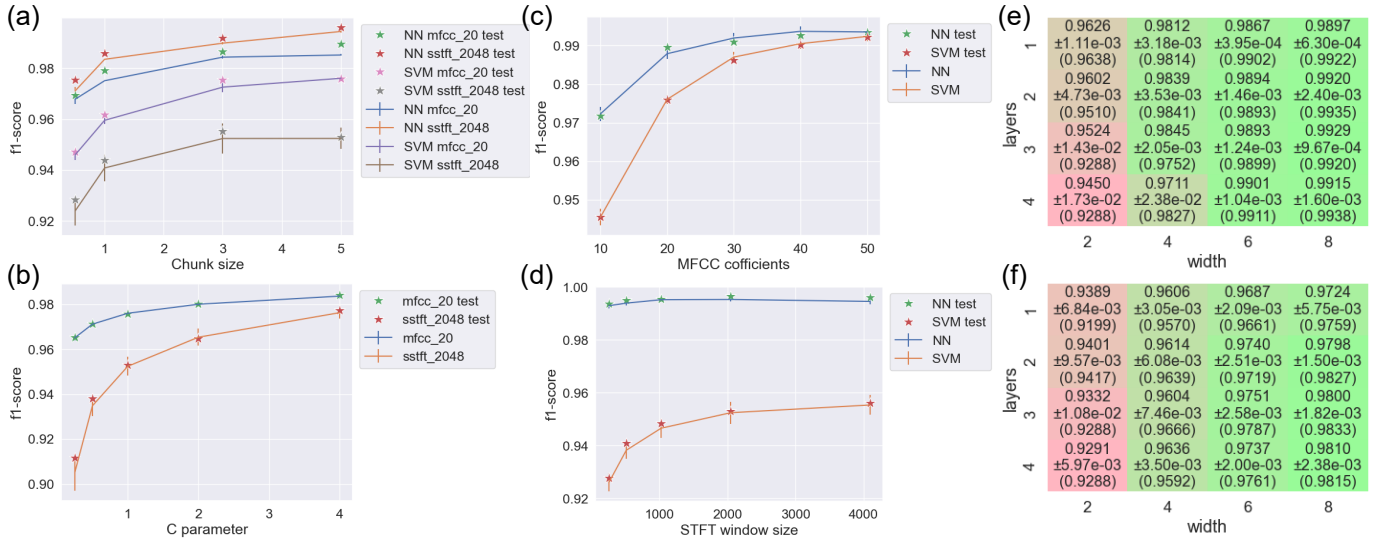 (a)
0.98
0.96
0.94
0.92
f1-score
1
2
3
4
5
Chunk size
NN mfcc_20 test
NN sstft_2048 test
SVM mfcc_20 test
SVM sstft_2048 test
NN mfcc_20
NN sstft_2048
SVM mfcc_20
SVM sstft_2048
(b)
0.98
0.96
0.94
0.92
0.90
f1-score
1
2
3
4
C parameter
mfcc_20 test
sstft_2048 test
mfcc_20
sstft_2048
(c)
0.99
0.98
0.97
0.96
0.95
f1-score
10
20
30
40
50
MFCC cofficients
NN test
SVM test
NN
SVM
(d)
1.00
0.98
0.96
0.94
0.92
f1-score
1000
2000
3000
4000
STFT window size
NN test
SVM test
NN
SVM
(e)
layers
0.9626 0.9812 0.9867 0.9897
1 ±1.11e-03 ±3.18e-03 ±3.95e-04 ±6.30e-04
(0.9638) (0.9814) (0.9902) (0.9922)
0.9602 0.9839 0.9894 0.9920
2 ±4.73e-03 ±3.53e-03 ±1.46e-03 ±2.40e-03
(0.9510) (0.9841) (0.9893) (0.9935)
0.9524 0.9845 0.9893 0.9929
3 ±1.43e-02 ±2.05e-03 ±1.24e-03 ±9.67e-04
(0.9288) (0.9752) (0.9899) (0.9920)
0.9450 0.9711 0.9901 0.9915
4 ±1.73e-02 ±2.38e-02 ±1.04e-03 ±1.60e-03
(0.9288) (0.9827) (0.9911) (0.9938)
2 4 6 8
width
(f)
layers
0.9389 0.9606 0.9687 0.9724
1 ±6.84e-03 ±3.05e-03 ±2.09e-03 ±5.75e-03
(0.9199) (0.9570) (0.9661) (0.9759)
0.9401 0.9614 0.9740 0.9798
2 ±9.57e-03 ±6.08e-03 ±2.51e-03 ±1.50e-03
(0.9417) (0.9639) (0.9719) (0.9827)
0.9332 0.9604 0.9751 0.9800
3 ±1.08e-02 ±7.46e-03 ±2.58e-03 ±1.82e-03
(0.9288) (0.9666) (0.9787) (0.9833)
0.9291 0.9636 0.9737 0.9810
4 ±5.97e-03 ±3.50e-03 ±2.00e-03 ±2.38e-03
(0.9288) (0.9592) (0.9761) (0.9815)
2 4 6 8
width